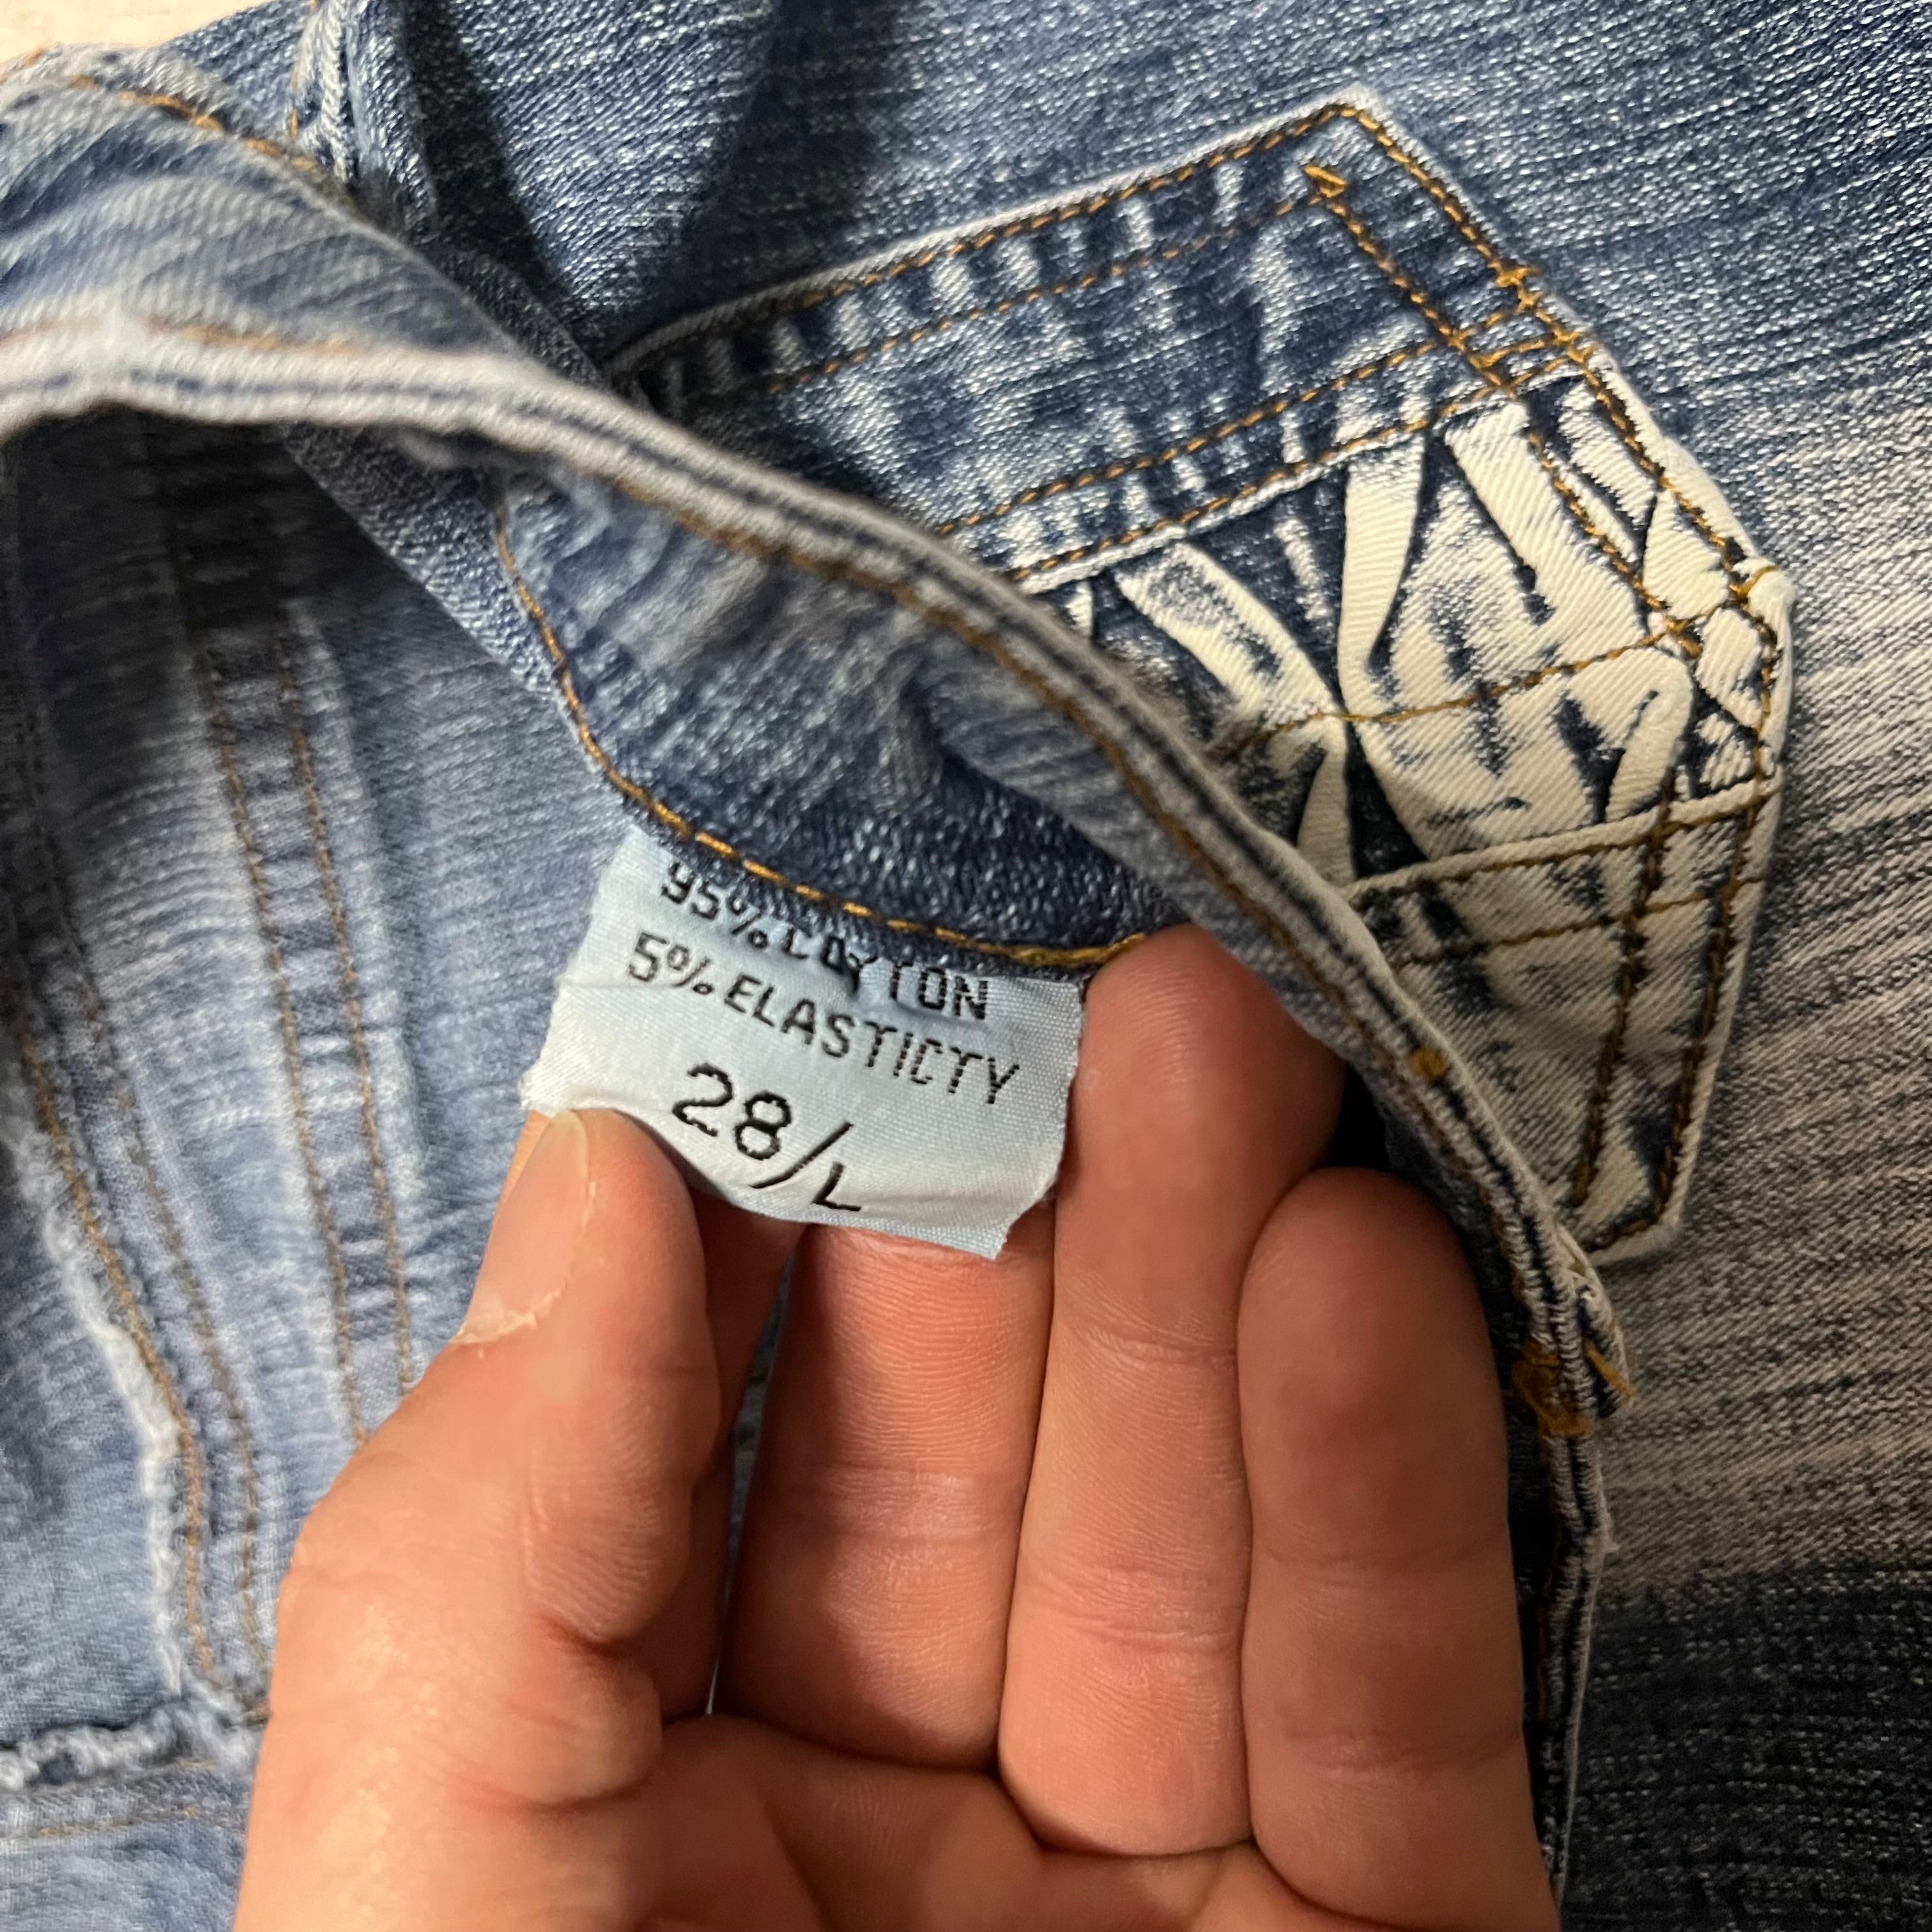 95% COTTON
5% ELASTICTY
28/L